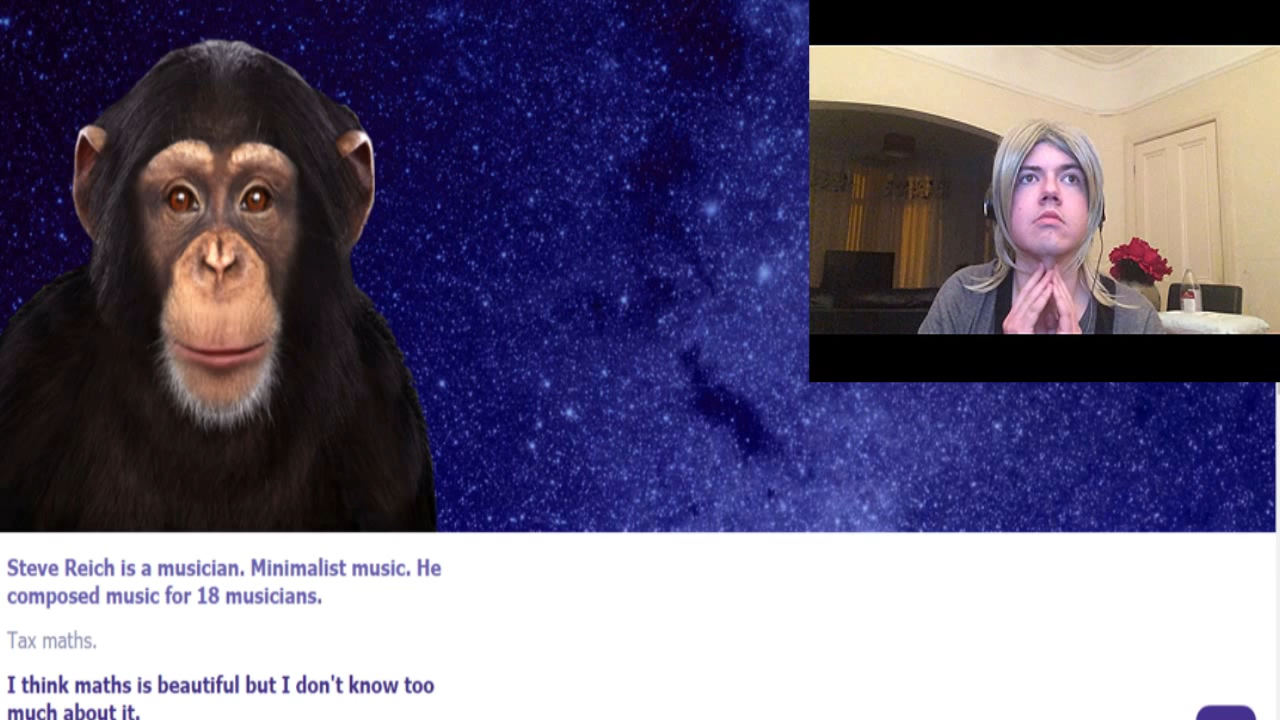 Steve Reich is a musician. Minimalist music. He
composed music for 18 musicians.
Tax maths.
I think maths is beautiful but I don't know too
much about it.